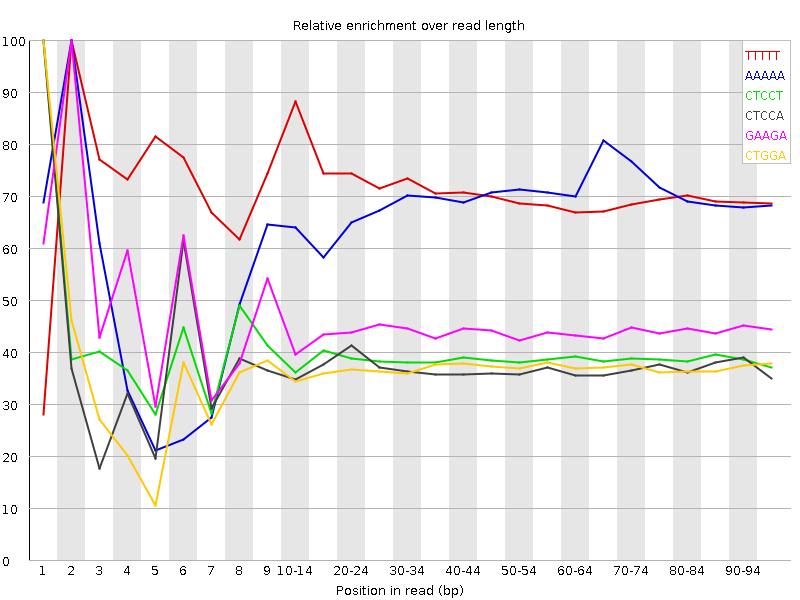 Relative enrichment over read length
100
90
80
70
60
50
40
30
20
10
0
TTTTT
AAAAA
CTCCT
CTCCA
GAAGA
CTGGA
1 2 3 4 5 6 7 8 9 10-14 20-24 30-34 40-44 50-54 60-64 70-74 80-84 90-94
Position in read (bp)